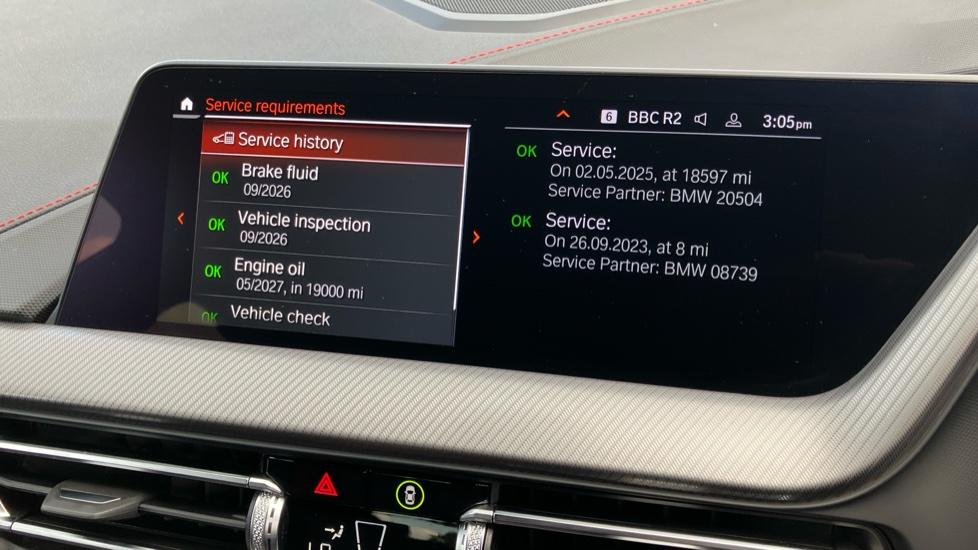 Service requirements
6 BBC R2 3:05pm
Service history
OK Brake fluid
09/2026
OK Vehicle inspection
09/2026
OK Engine oil
05/2027, in 19000 mi
OK Vehicle check
OK Service:
On 02.05.2025, at 18597 mi
Service Partner: BMW 20504
OK Service:
On 26.09.2023, at 8 mi
Service Partner: BMW 08739